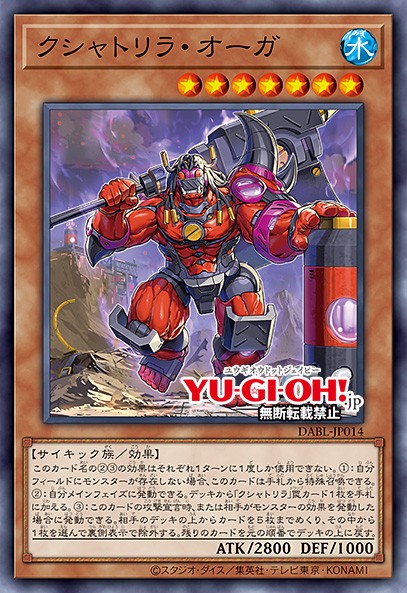 クシャトリラ・オーガ
水
ユウギオウドットジェイピー
YU-GI-OH!.jp
無断転載禁止
DABL-JP014
【サイキック族／効果】
このカード名の②③の効果はそれぞれ1ターンに1度しか使用できない。①：自分
フィールドにモンスターが存在しない場合、このカードは手札から特殊召喚できる。
②：自分メインフェイズに発動できる。デッキから「クシャトリラ」罠カード1枚を手札
に加える。③：このカードの攻撃宣言時、または相手がモンスターの効果を発動し
た場合に発動できる。相手のデッキの上からカードを5枚までめくり、その中から
1枚を選んで裏側表示で除外する。残りのカードを元の順番でデッキの上に戻す。
ATK/2800 DEF/1000
©スタジオ・ダイス／集英社・テレビ東京・KONAMI